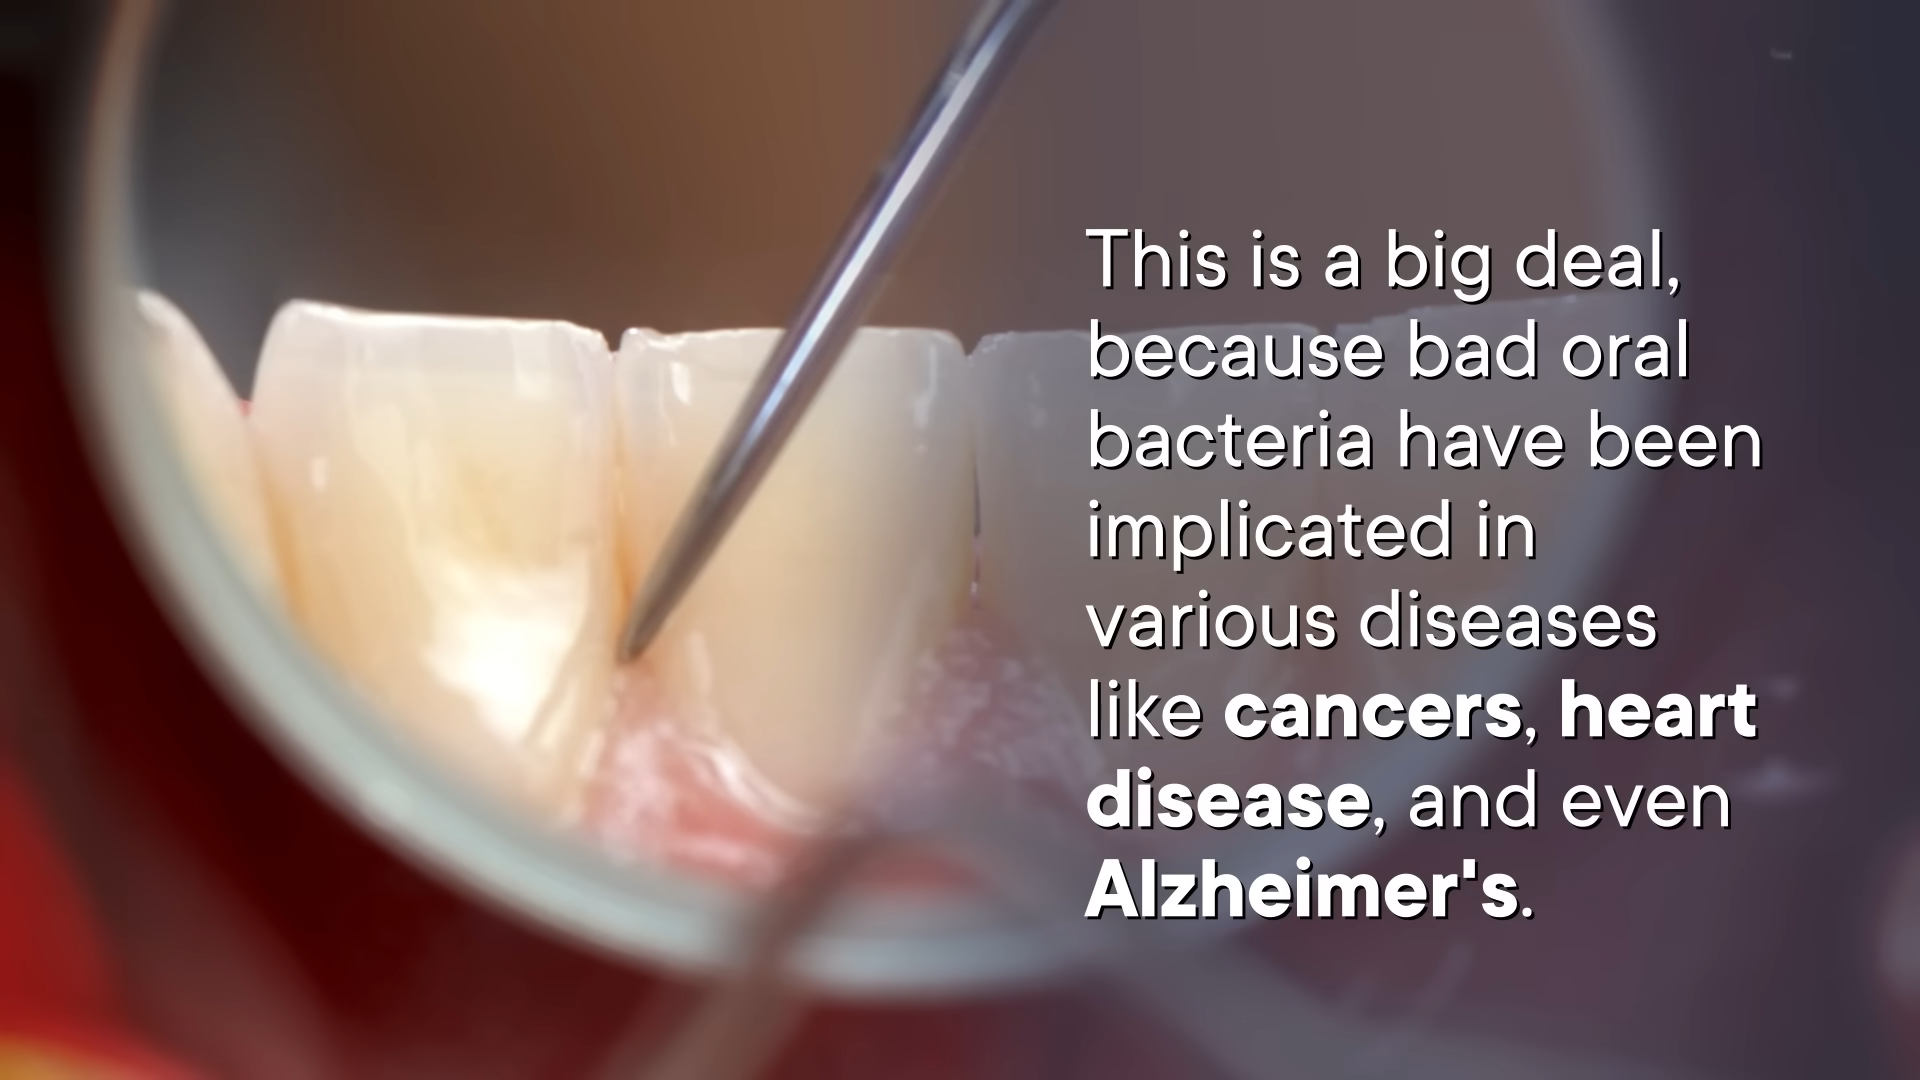 This is a big deal,
because bad oral
bacteria have been
implicated in
various diseases
like cancers, heart
disease, and even
Alzheimer's.